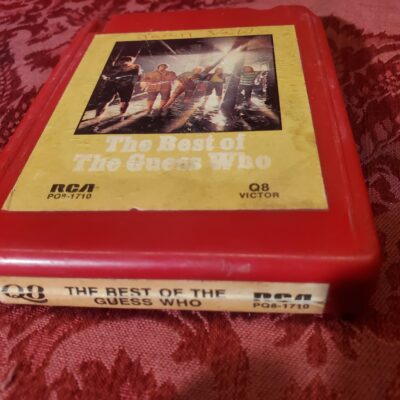 The Best of
The Guess Who
RCA
PQ8-1710
Q8
VICTOR
Q8
THE BEST OF THE
GUESS WHO
RCA
PQ8-1710